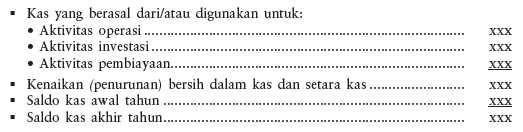 ▪ Kas yang berasal dari/atau digunakan untuk:
• Aktivitas operasi ........................................ xxx
• Aktivitas investasi ........................................ xxx
• Aktivitas pembiayaan........................................ xxx
▪ Kenaikan (penurunan) bersih dalam kas dan setara kas ........................ xxx
▪ Saldo kas awal tahun ........................................ xxx
▪ Saldo kas akhir tahun........................................ xxx